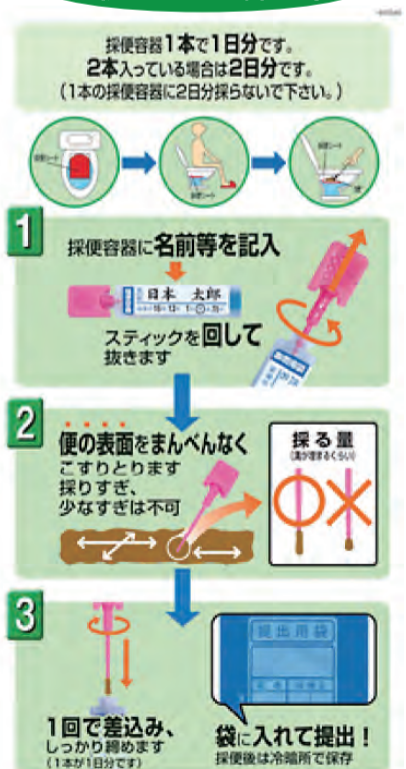 採便容器1本で1日分です。
2本入っている場合は2日分です。
(1本の採便容器に2日分採らないで下さい。)
1
採便容器に名前等を記入
日本 太郎
スティックを回して
抜きます
2
便の表面をまんべんなく
こすりとります
採りすぎ、
少なすぎは不可
採る量
(溝が埋まるくらい)
3
1回で差込み、
しっかり締めます
(1本が1日分です)
提出用袋
袋に入れて提出!
採便後は冷暗所で保存